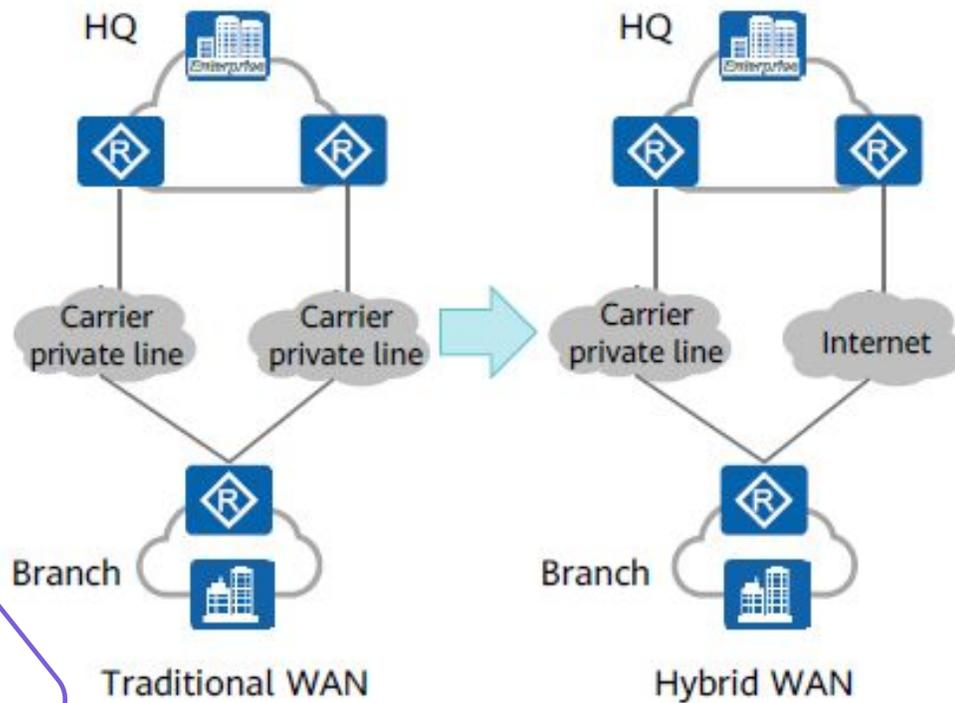 HQ
Enterprise
R
R
Carrier
private line
Carrier
private line
R
Branch
Traditional WAN
HQ
Enterprise
R
R
Carrier
private line
Internet
R
Branch
Hybrid WAN